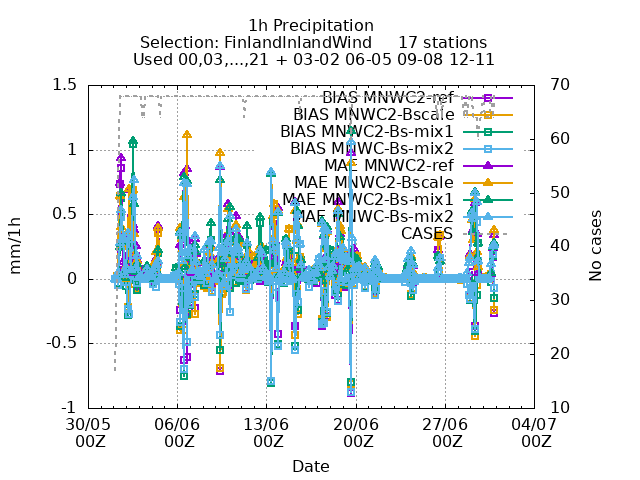 1h Precipitation
Selection: FinlandInlandWind 17 stations
Used 00,03,...,21 + 03-02 06-05 09-08 12-11
1.5
1
0.5
0
-0.5
-1
mm/1h
70
60
50
40
30
20
10
No cases
BIAS MNWC2-ref
BIAS MNWC2-Bscale
BIAS MNWC2-Bs-mix1
BIAS MNWC-Bs-mix2
MAE MNWC2-ref
MAE MNWC2-Bscale
MAE MNWC2-Bs-mix1
MAE MNWC-Bs-mix2
CASES
30/05 06/06 13/06 20/06 27/06 04/07
00Z 00Z 00Z 00Z 00Z 00Z
Date